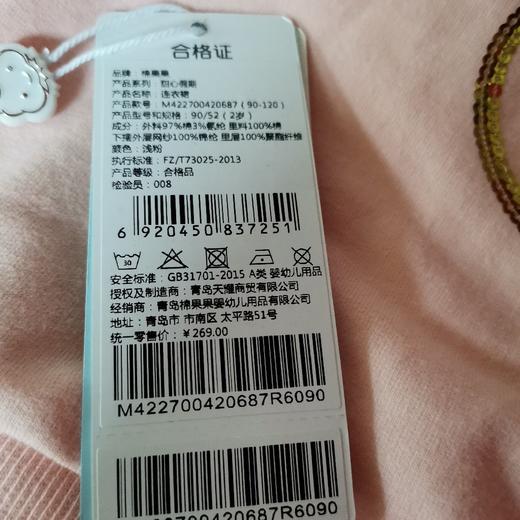 合格证
品牌：棉果果
产品系列：甜心假期
产品名称：连衣裙
产品款号：M422700420687（90-120）
产品型号和规格：90/52（2岁）
成分：外料97%棉3%氨纶 里料100%棉
下摆外层网纱100%锦纶 里层100%聚酯纤维
颜色：浅粉
执行标准：FZ/T73025-2013
产品等级：合格品
检验员：008
6 920450 837251
30
安全标准：GB31701-2015 A类 婴幼儿用品
授权及制造商：青岛天耀商贸有限公司
经销商：青岛棉果果婴幼儿用品有限公司
地址：青岛市 市南区 太平路51号
统一零售价：￥269.00
M422700420687R6090